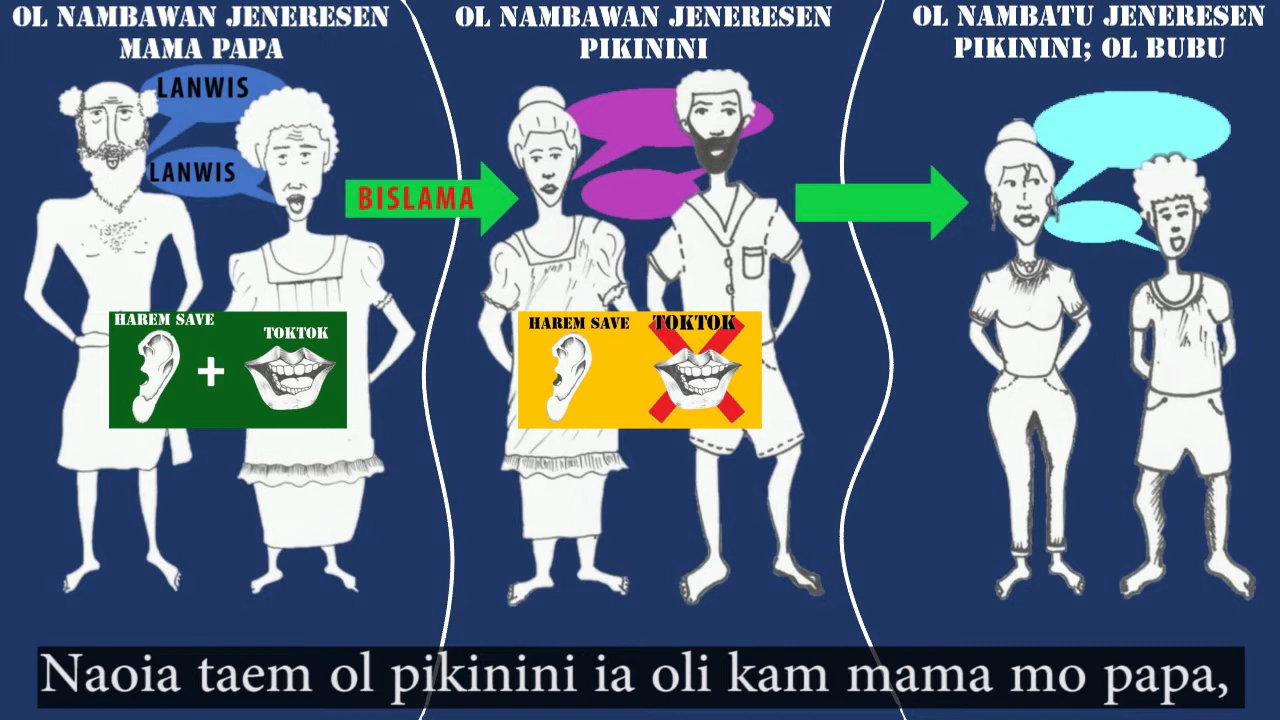 OL NAMBAWAN JENERESEN
MAMA PAPA
OL NAMBAWAN JENERESEN
PIKININI
OL NAMBATU JENERESEN
PIKININI; OL BUBU
LANWIS
LANWIS
BISLAMA
HAREM SAVE
+
TOKTOK
HAREM SAVE
TOKTOK
Naoia taem ol pikinini ia oli kam mama mo papa,